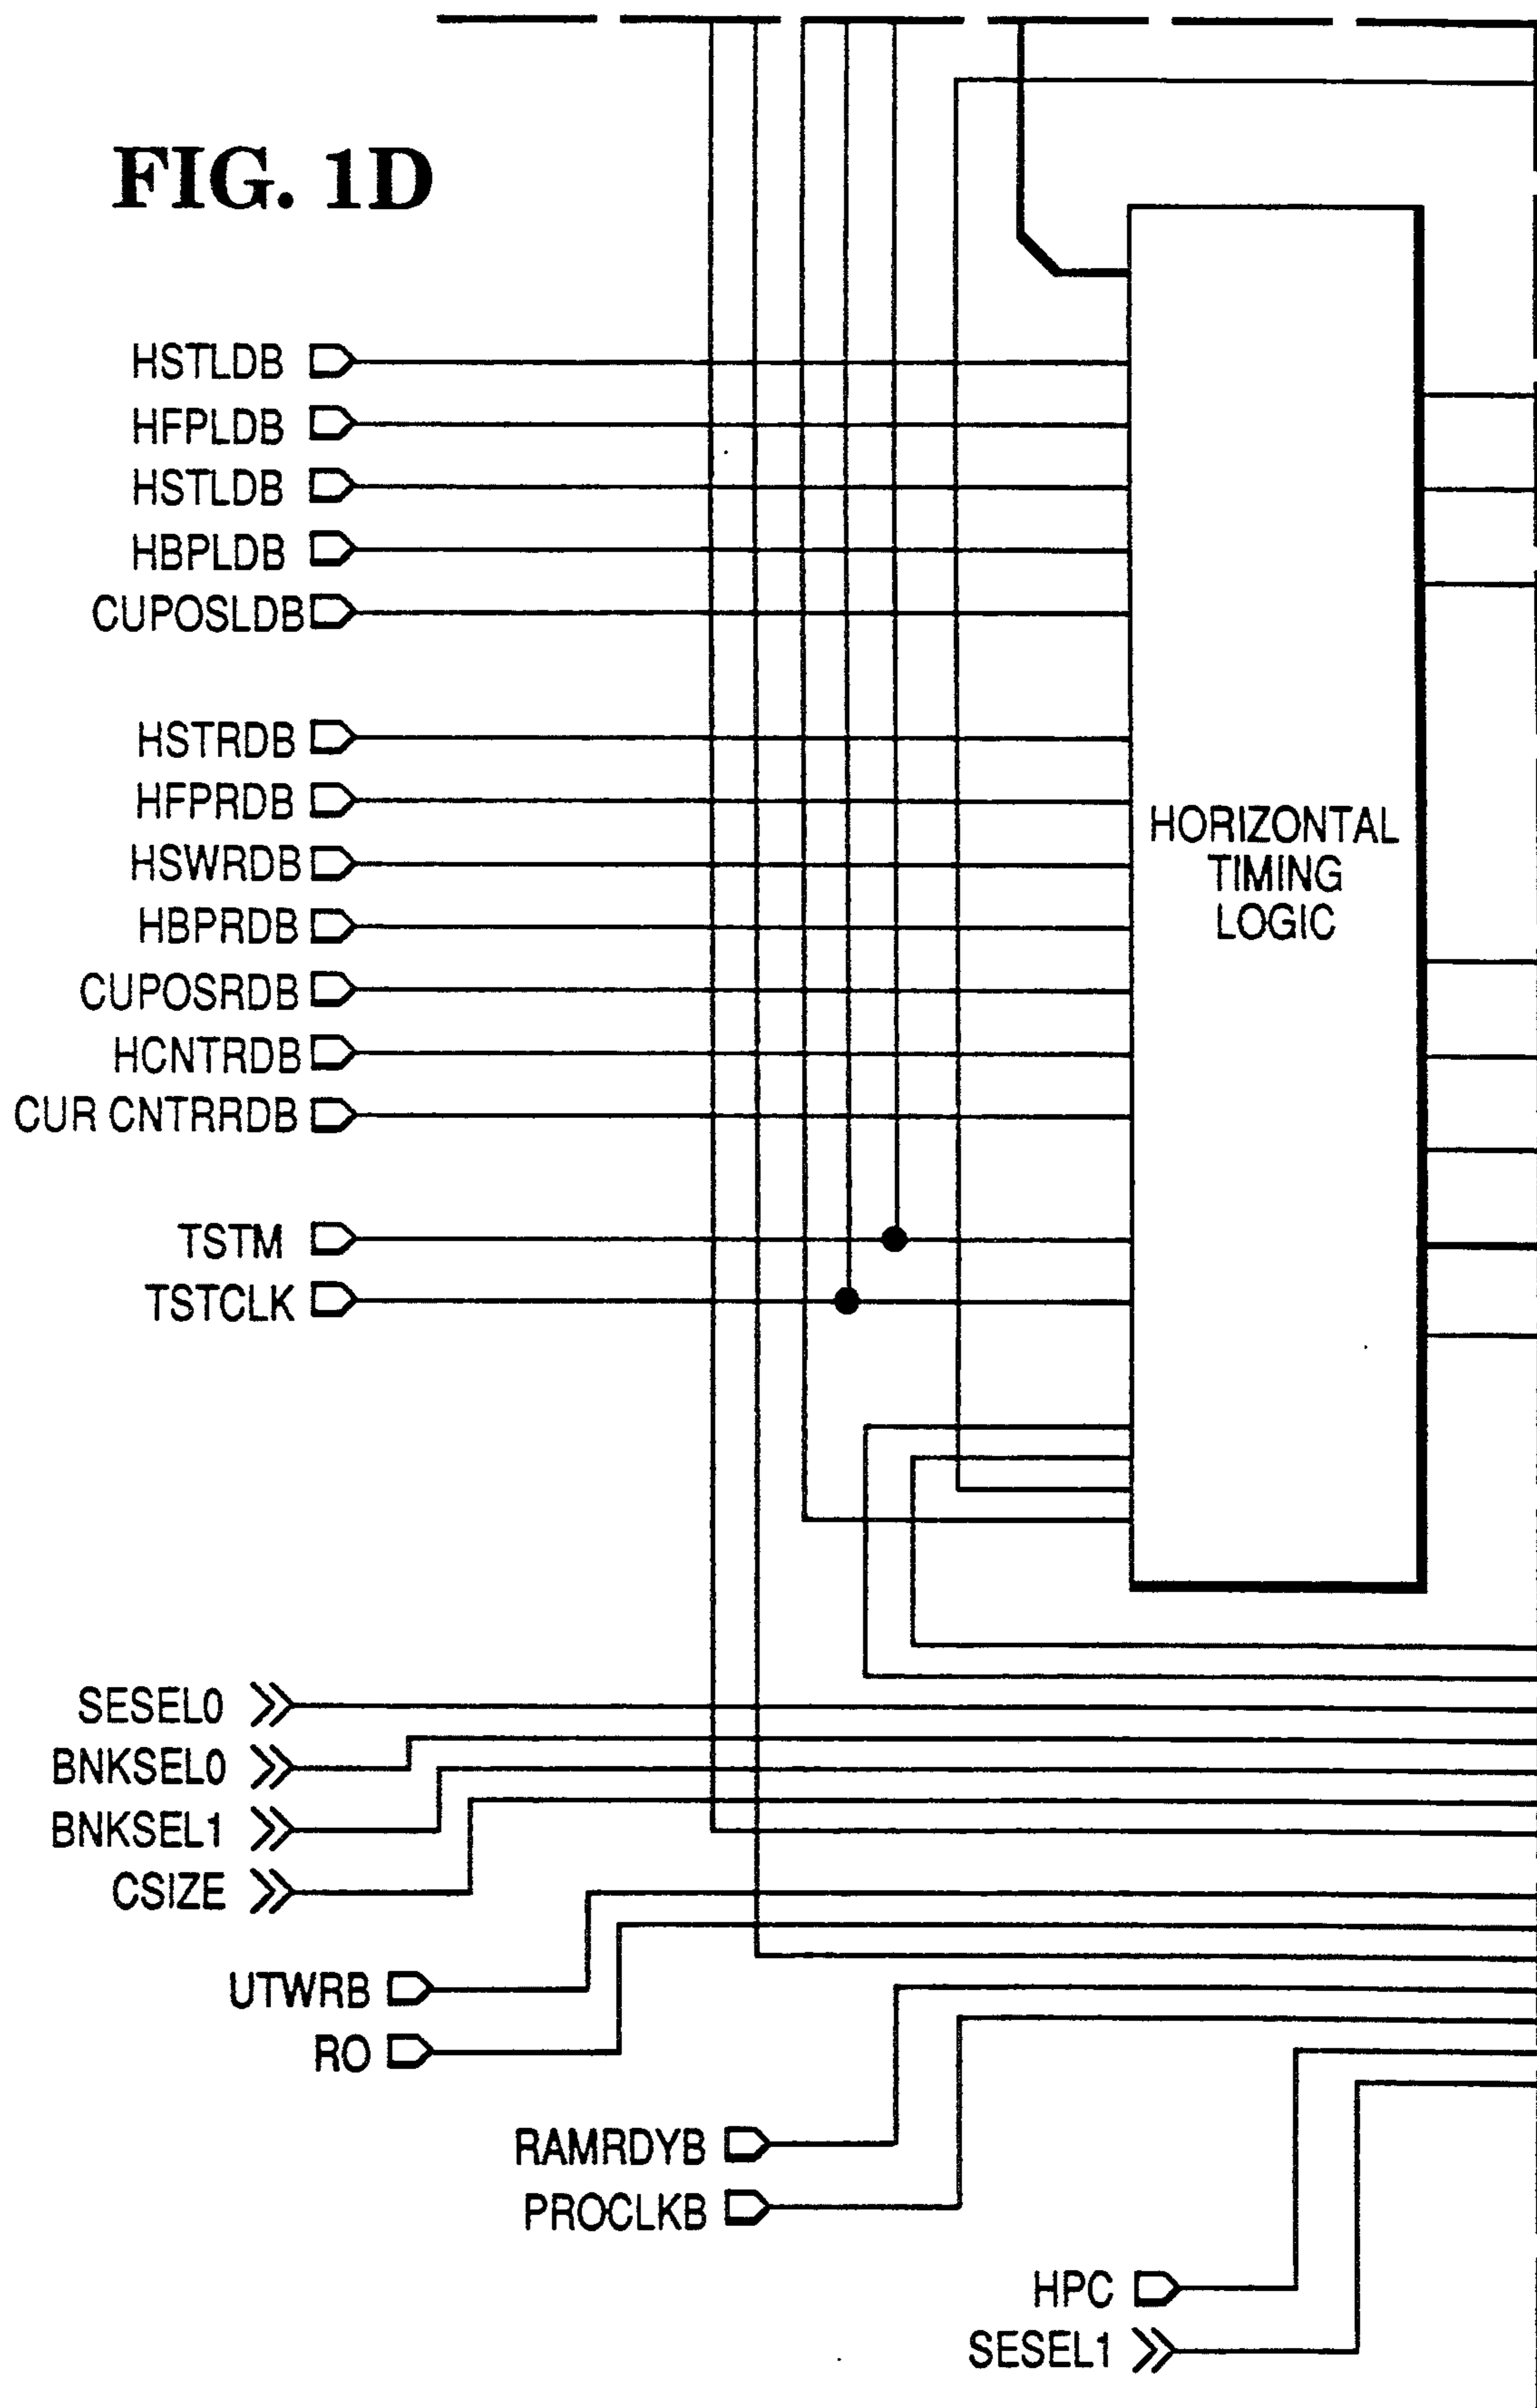 FIG. 1D
HSTLDB
HFPLDB
HSTLDB
HBPLDB
CUPOSLDB
HSTRDB
HFPRDB
HSWRDB
HBPRDB
CUPOSRDB
HCNTRDB
CUR CNTRRDB
TSTM
TSTCLK
HORIZONTAL
TIMING
LOGIC
SESEL0
BNKSEL0
BNKSEL1
CSIZE
UTWRB
RO
RAMRDYB
PROCLKB
HPC
SESEL1